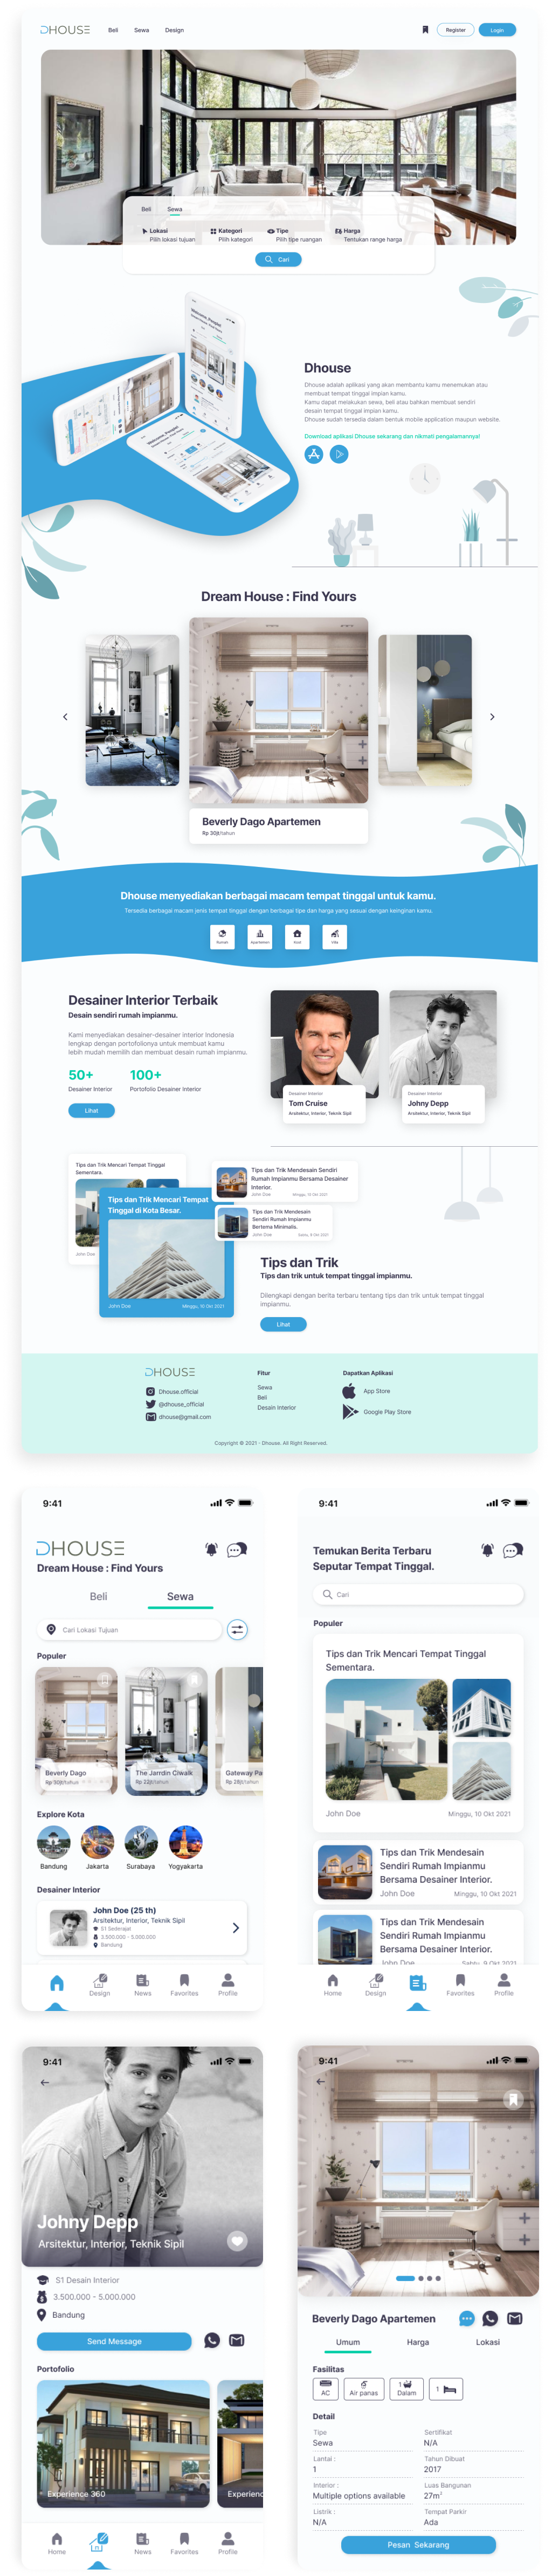 DHOUSE
Beli Sewa Design
Register Login
Beli Sewa
Lokasi Kategori Tipe Harga
Pilih lokasi tujuan Pilih kategori Pilih tipe ruangan Tentukan range harga
Cari
Dhouse
Dhouse adalah aplikasi yang akan membantu kamu menemukan atau
membuat tempat tinggal impian kamu.
Kamu dapat melakukan sewa, beli atau bahkan membuat sendiri
desain tempat tinggal impian kamu.
Dhouse sudah tersedia dalam bentuk mobile application maupun website.
Download aplikasi Dhouse sekarang dan nikmati pengalamannya!
Dream House : Find Yours
Beverly Dago Apartemen
Rp 30jt/tahun
Dhouse menyediakan berbagai macam tempat tinggal untuk kamu.
Tersedia berbagai macam jenis tempat tinggal dengan berbagai tipe dan harga yang sesuai dengan keinginan kamu.
Rumah Apartemen Kost Villa
Desainer Interior Terbaik
Desain sendiri rumah impianmu.
Kami menyediakan desainer-desainer interior Indonesia
lengkap dengan portofolionya untuk membuat kamu
lebih mudah memilih dan membuat desain rumah impianmu.
50+ 100+
Desainer Interior Portofolio Desainer Interior
Lihat
Desainer Interior
Tom Cruise
Arsitektur, Interior, Teknik Sipil
Desainer Interior
Johny Depp
Arsitektur, Interior, Teknik Sipil
Tips dan Trik Mencari Tempat Tinggal
Sementara.
John Doe
Tips dan Trik Mencari Tempat
Tinggal di Kota Besar.
John Doe Minggu, 10 Okt 2021
Tips dan Trik Mendesain Sendiri
Rumah Impianmu Bersama Desainer
Interior.
John Doe Minggu, 10 Okt 2021
Tips dan Trik Mendesain
Sendiri Rumah Impianmu
Bertema Minimalis.
John Doe Sabtu, 9 Okt 2021
Tips dan Trik
Tips dan trik untuk tempat tinggal impianmu.
Dilengkapi dengan berita terbaru tentang tips dan trik untuk tempat tinggal
impianmu.
Lihat
DHOUSE
Dhouse.official
@dhouse_official
dhouse@gmail.com
Fitur
Sewa
Beli
Desain Interior
Dapatkan Aplikasi
App Store
Google Play Store
Copyright © 2021 - Dhouse. All Right Reserved.
9:41
DHOUSE
Dream House : Find Yours
Beli Sewa
Cari Lokasi Tujuan
Populer
Beverly Dago
Rp 30jt/tahun
The Jarrdin Ciwalk
Rp 22jt/tahun
Gateway Pa
Rp 28jt/tahun
Explore Kota
Bandung Jakarta Surabaya Yogyakarta
Desainer Interior
John Doe (25 th)
Arsitektur, Interior, Teknik Sipil
S1 Sederajat
3.500.000 - 5.000.000
Bandung
Design News Favorites Profile
9:41
Temukan Berita Terbaru
Seputar Tempat Tinggal.
Cari
Populer
Tips dan Trik Mencari Tempat Tinggal
Sementara.
John Doe Minggu, 10 Okt 2021
Tips dan Trik Mendesain
Sendiri Rumah Impianmu
Bersama Desainer Interior.
John Doe Minggu, 10 Okt 2021
Tips dan Trik Mendesain
Sendiri Rumah Impianmu
Bersama Desainer Interior.
John Doe Sabtu, 9 Okt 2021
Home Design Favorites Profile
9:41
Johny Depp
Arsitektur, Interior, Teknik Sipil
S1 Desain Interior
3.500.000 - 5.000.000
Bandung
Send Message
Portofolio
Experience 360
Experienc
Home News Favorites Profile
9:41
Beverly Dago Apartemen
Umum Harga Lokasi
Fasilitas
AC
Air panas
1
Dalam
1
Detail
Tipe Sertifikat
Sewa N/A
Lantai : Tahun Dibuat
1 2017
Interior : Luas Bangunan
Multiple options available 27m²
Listrik : Tempat Parkir
N/A Ada
Pesan Sekarang